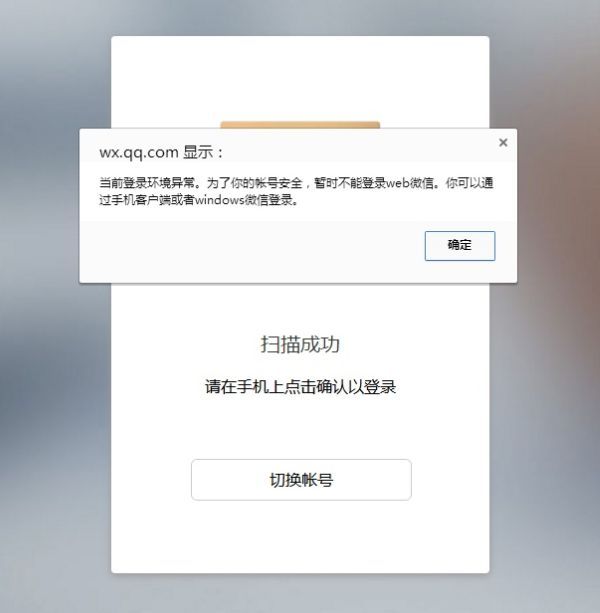 wx.qq.com 显示：
当前登录环境异常。为了你的帐号安全，暂时不能登录web微信。你可以通
过手机客户端或者windows微信登录。
确定
扫描成功
请在手机上点击确认以登录
切换帐号